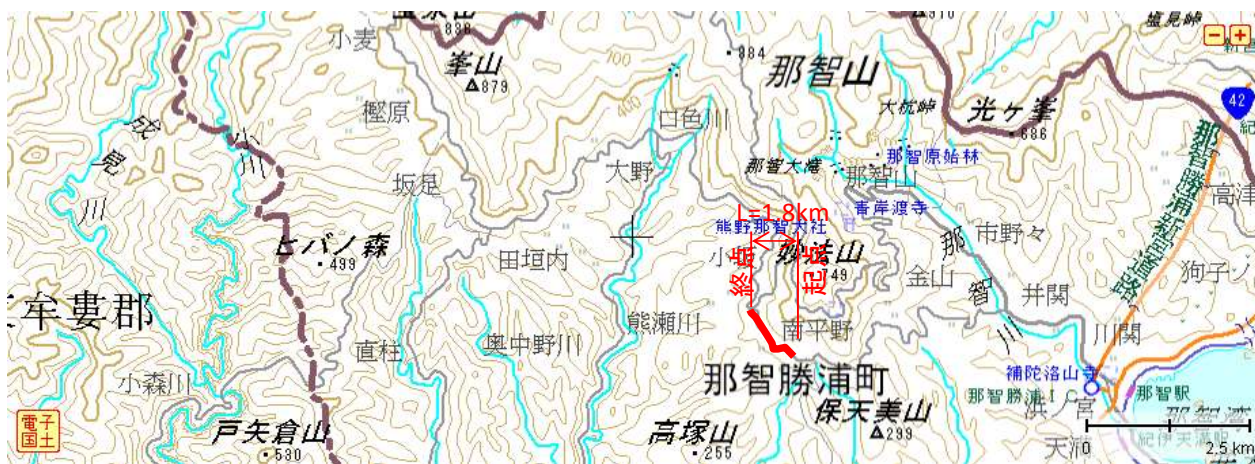 小麦
838
峯山
879
樫原
成見川
小川
坂足
ヒバノ森
499
田垣内
大野
口色川
700
400
884
那智山
910
塩見峠
大杭峠
光ヶ峯
686
那智原始林
那智大滝
那智山
青岸渡寺
L=1.8km
熊野那智大社
妙法山
749
終点
起点
市野々
金山
那智川
井関
川関
那智勝浦新宮道路
42
高津
狗子ノ
牟婁郡
小森川
直柱
奥中野川
熊瀬川
南平野
那智勝浦町
保天美山
299
高塚山
255
戸矢倉山
530
補陀洛山寺
那智勝浦IC
浜ノ宮
那智駅
那智湾
紀伊天満駅
天満
0
2.5 km
電子
国土